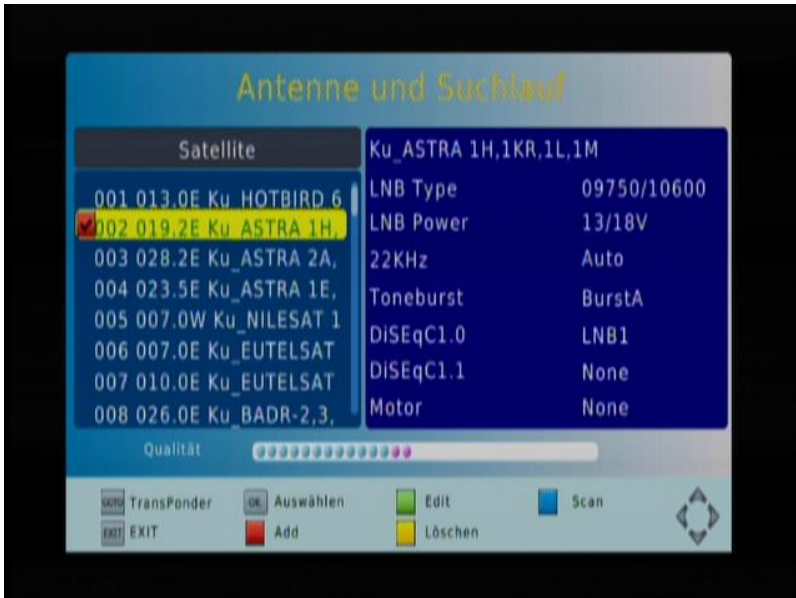 Antenne und Suchlauf
Satellite
001 013.0E Ku_HOTBIRD 6
002 019.2E Ku_ASTRA 1H,
003 028.2E Ku_ASTRA 2A,
004 023.5E Ku_ASTRA 1E,
005 007.0W Ku_NILESAT 1
006 007.0E Ku_EUTELSAT
007 010.0E Ku_EUTELSAT
008 026.0E Ku_BADR-2,3,
Ku_ASTRA 1H,1KR,1L,1M
LNB Type 09750/10600
LNB Power 13/18V
22KHz Auto
Toneburst BurstA
DiSEqC1.0 LNB1
DiSEqC1.1 None
Motor None
Qualität
GOTO TransPonder OK Auswählen Edit Scan
EXIT EXIT Add Löschen